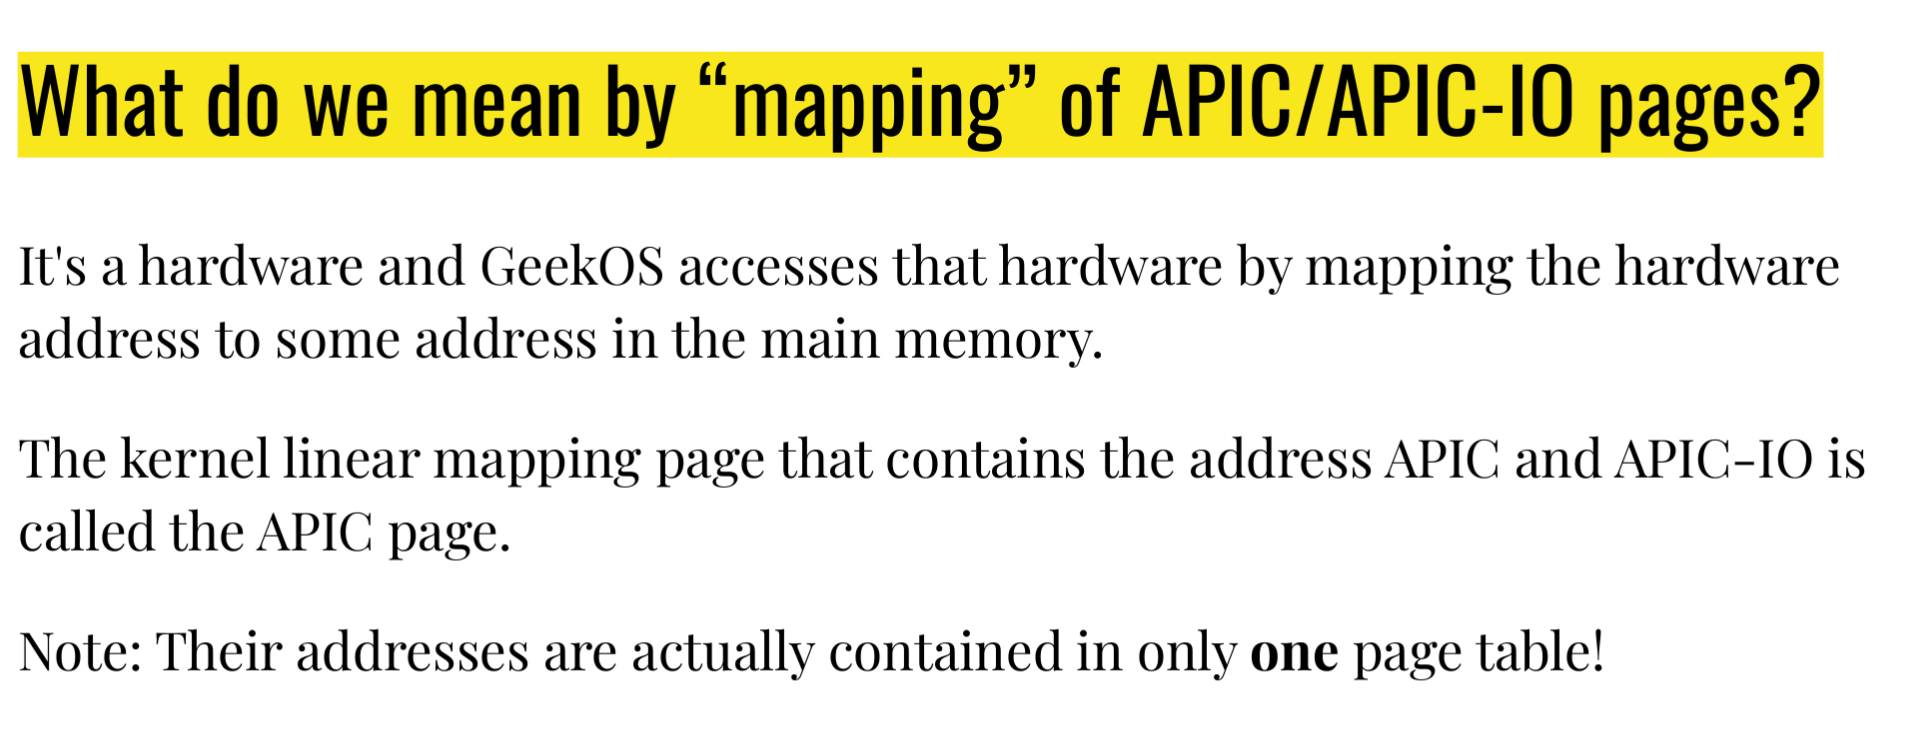 What do we mean by “mapping” of APIC/APIC-IO pages?
It's a hardware and GeekOS accesses that hardware by mapping the hardware
address to some address in the main memory.
The kernel linear mapping page that contains the address APIC and APIC-IO is
called the APIC page.
Note: Their addresses are actually contained in only one page table!